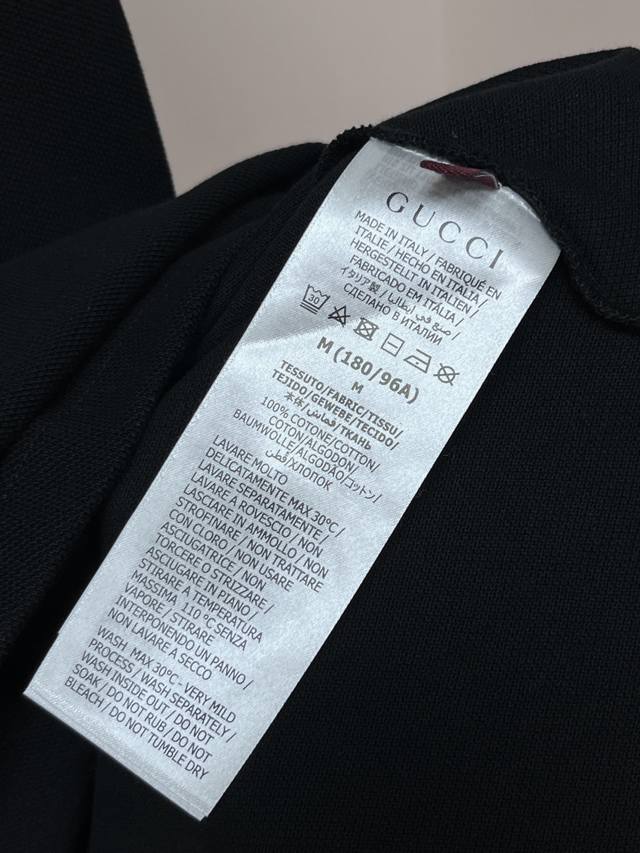 GUCCI
MADE IN ITALY / FABRIQUÉ EN
ITALIE / HECHO EN ITALIA /
HERGESTELLT IN ITALIEN /
FABRICADO EM ITÁLIA /
イタリア製 / صنع في إيطاليا /
СДЕЛАНО В ИТАЛИИ
30
M (180/96A)
M
TESSUTO/FABRIC/TISSU/
TEJIDO/GEWEBE/TECIDO/
本体/قماش/ТКАНЬ
100% COTONE/COTTON/
COTON/ALGODON/
BAUMWOLLE/ALGODÃO/コットン/
قطن/ХЛОПОК
LAVARE MOLTO
DELICATAMENTE MAX 30°C/
LAVARE SEPARATAMENTE /
LAVARE A ROVESCIO / NON
LASCIARE IN AMMOLLO / NON
STROFINARE / NON TRATTARE
CON CLORO / NON USARE
ASCIUGATRICE / NON
TORCERE O STRIZZARE /
ASCIUGARE IN PIANO /
STIRARE A TEMPERATURA
MASSIMA 110 °C SENZA
VAPORE / STIRARE
INTERPONENDO UN PANNO /
NON LAVARE A SECCO
WASH MAX 30°C - VERY MILD
PROCESS / WASH SEPARATELY /
WASH INSIDE OUT / DO NOT
SOAK / DO NOT RUB / DO NOT
BLEACH / DO NOT TUMBLE DRY